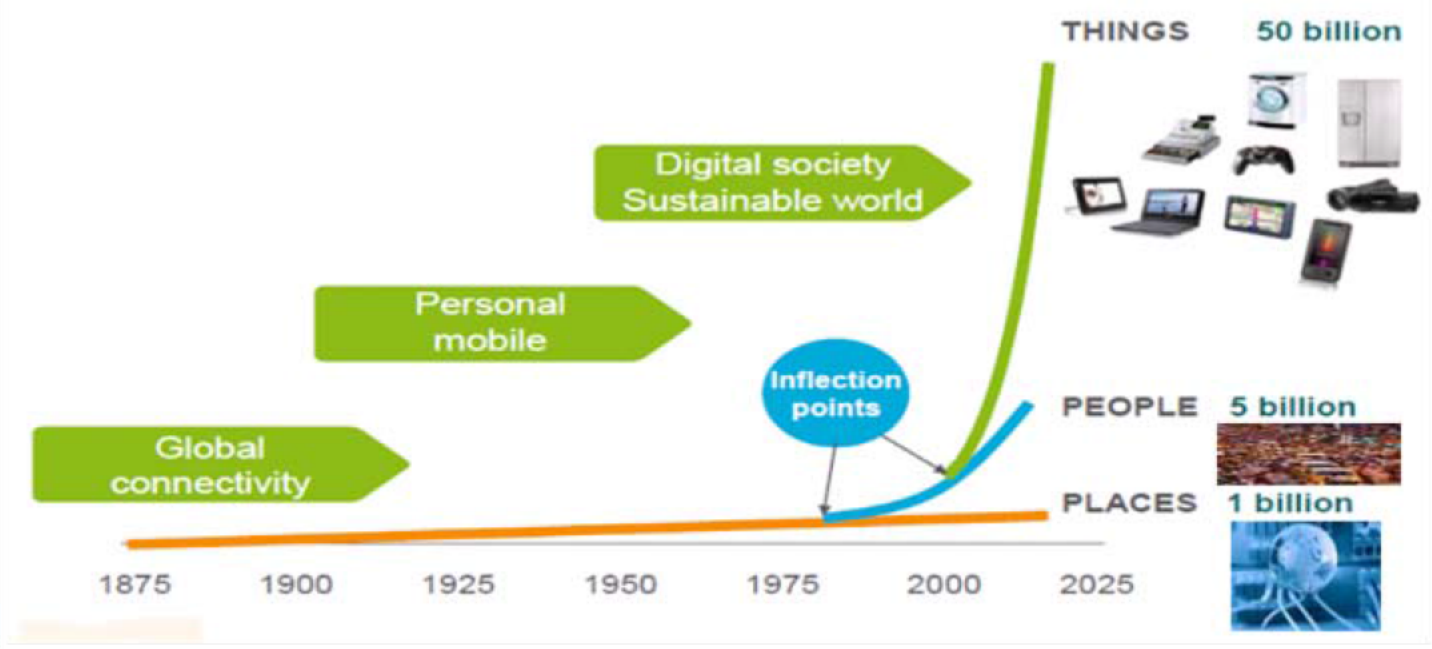 THINGS 50 billion
Digital society
Sustainable world
Personal
mobile
Inflection
points
PEOPLE 5 billion
Global
connectivity
PLACES 1 billion
1875 1900 1925 1950 1975 2000 2025